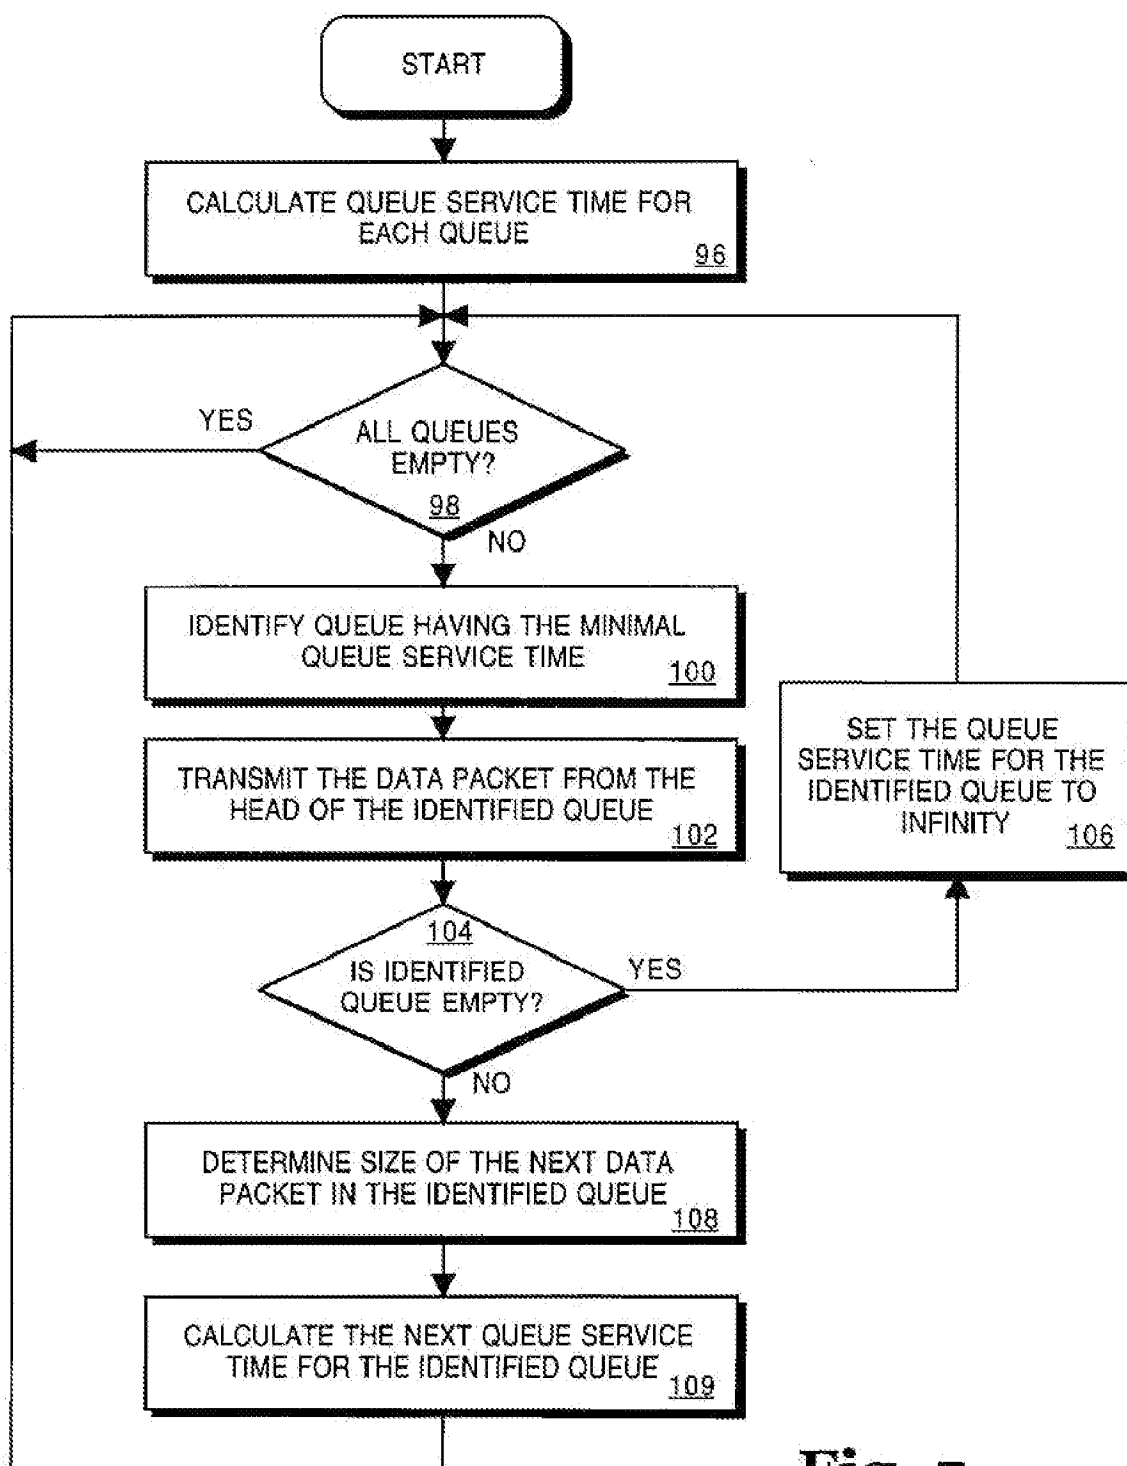 START
CALCULATE QUEUE SERVICE TIME FOR
EACH QUEUE
96
YES
ALL QUEUES
EMPTY?
98
NO
IDENTIFY QUEUE HAVING THE MINIMAL
QUEUE SERVICE TIME
100
TRANSMIT THE DATA PACKET FROM THE
HEAD OF THE IDENTIFIED QUEUE
102
SET THE QUEUE
SERVICE TIME FOR THE
IDENTIFIED QUEUE TO
INFINITY
106
104
IS IDENTIFIED
QUEUE EMPTY?
YES
NO
DETERMINE SIZE OF THE NEXT DATA
PACKET IN THE IDENTIFIED QUEUE
108
CALCULATE THE NEXT QUEUE SERVICE
TIME FOR THE IDENTIFIED QUEUE
109
Fig.